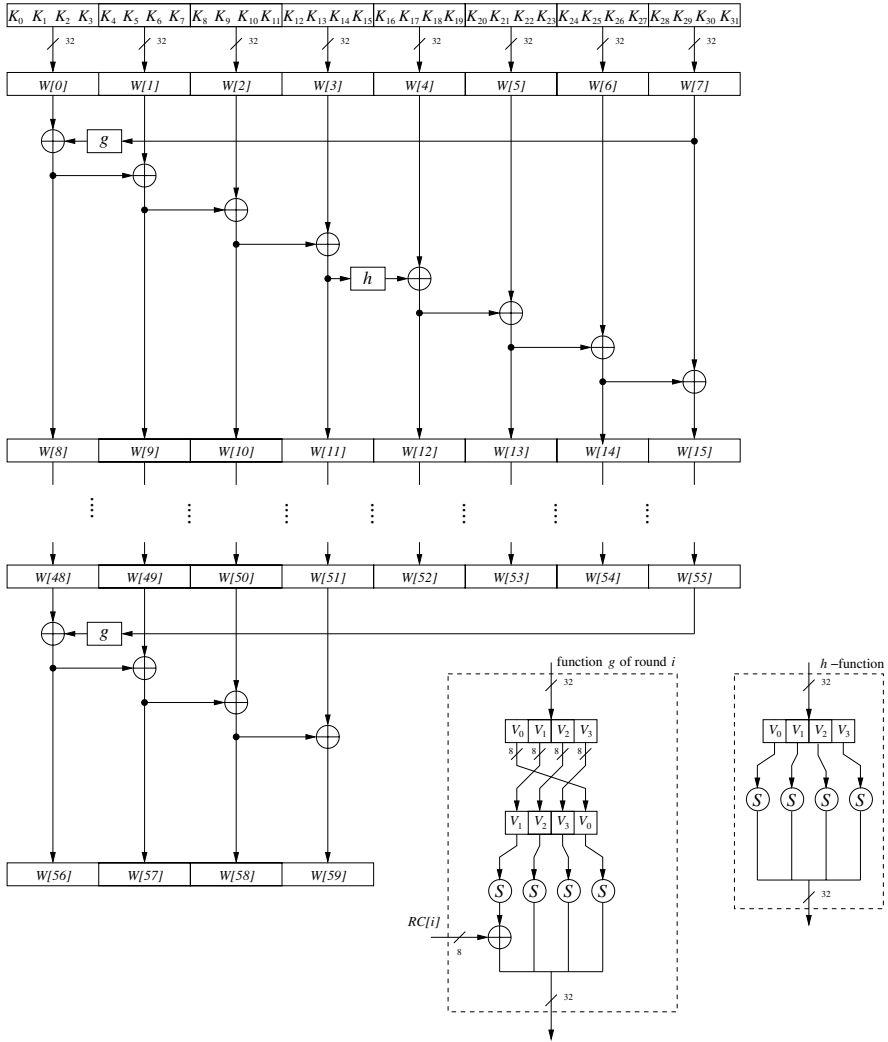 K0 K1 K2 K3 K4 K5 K6 K7 K8 K9 K10 K11 K12 K13 K14 K15 K16 K17 K18 K19 K20 K21 K22 K23 K24 K25 K26 K27 K28 K29 K30 K31
32 32 32 32 32 32 32 32
W[0] W[1] W[2] W[3] W[4] W[5] W[6] W[7]
g
h
W[8] W[9] W[10] W[11] W[12] W[13] W[14] W[15]
W[48] W[49] W[50] W[51] W[52] W[53] W[54] W[55]
g
function g of round i
32
V0 V1 V2 V3
8 8 8 8
V1 V2 V3 V0
S S S S
RC[i]
8
32
h –function
32
V0 V1 V2 V3
S S S S
32
W[56] W[57] W[58] W[59]